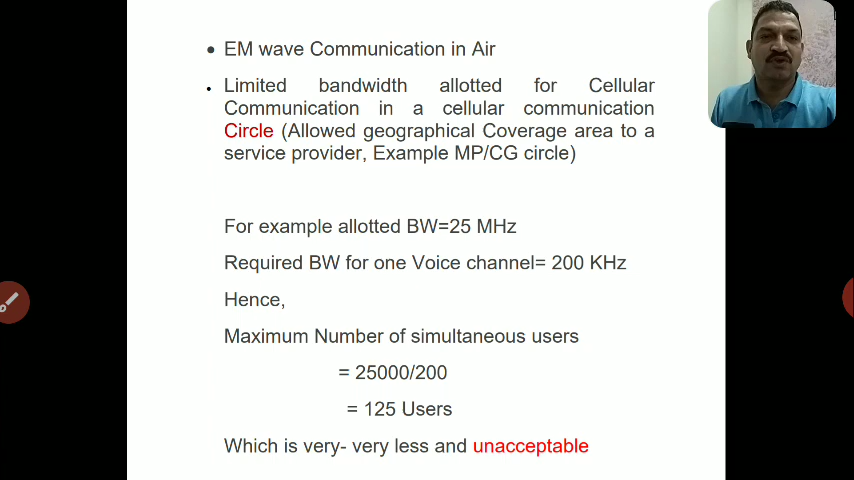 • EM wave Communication in Air
• Limited bandwidth allotted for Cellular
Communication in a cellular communication
Circle (Allowed geographical Coverage area to a
service provider, Example MP/CG circle)
For example allotted BW=25 MHz
Required BW for one Voice channel= 200 KHz
Hence,
Maximum Number of simultaneous users
= 25000/200
= 125 Users
Which is very- very less and unacceptable